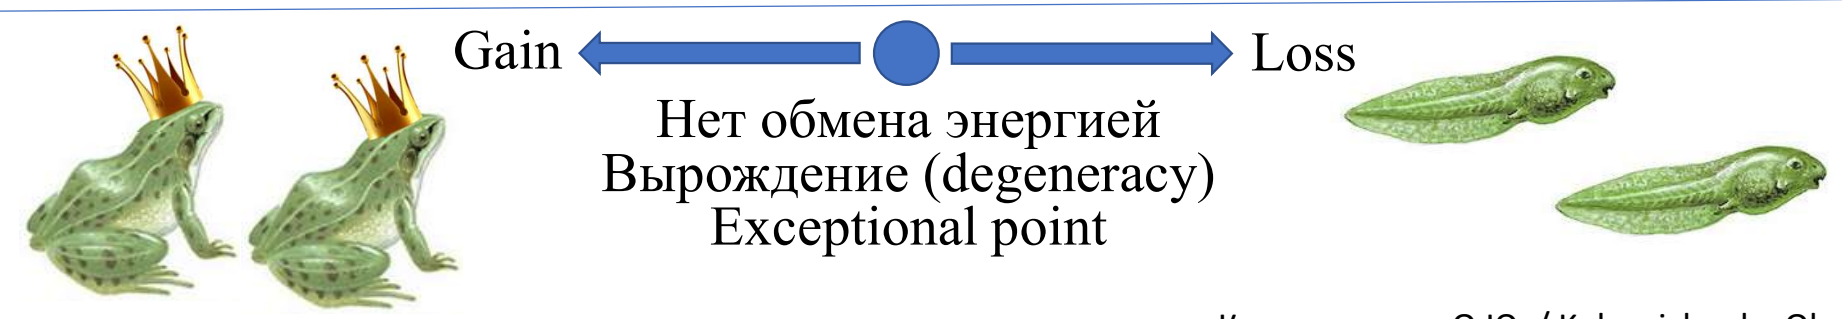 Gain
Loss
Нет обмена энергией
Вырождение (degeneracy)
Exceptional point